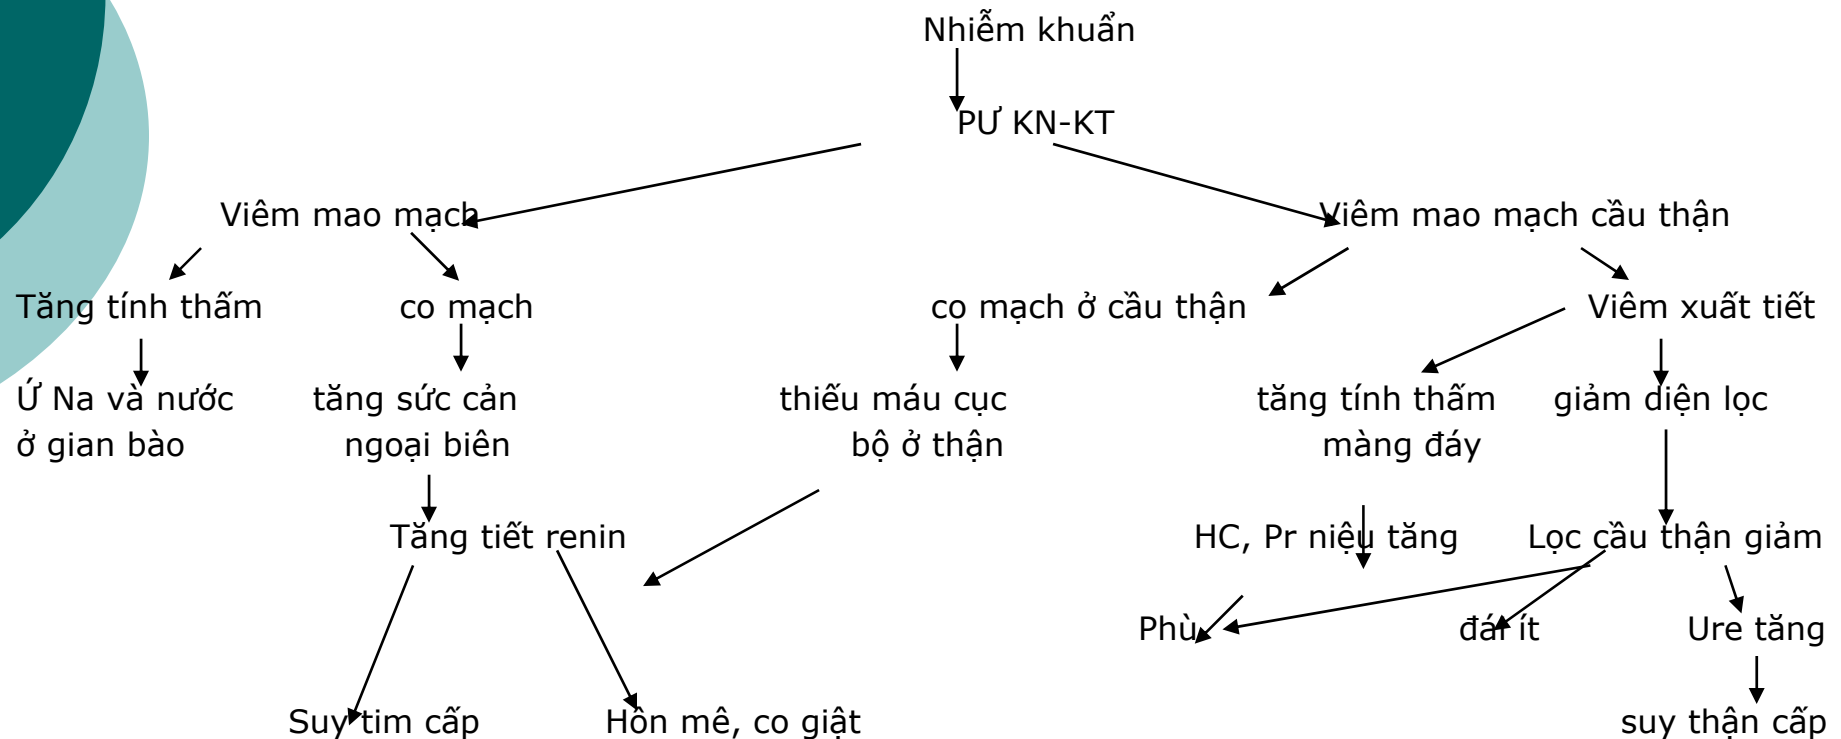 Nhiễm khuẩn
PƯ KN-KT
Viêm mao mạch Viêm mao mạch cầu thận
Tăng tính thấm co mạch co mạch ở cầu thận Viêm xuất tiết
Ứ Na và nước tăng sức cản thiếu máu cục tăng tính thấm giảm diện lọc
ở gian bào ngoại biên bộ ở thận màng đáy
Tăng tiết renin HC, Pr niệu tăng Lọc cầu thận giảm
Phù đái ít Ure tăng
Suy tim cấp Hôn mê, co giật suy thận cấp